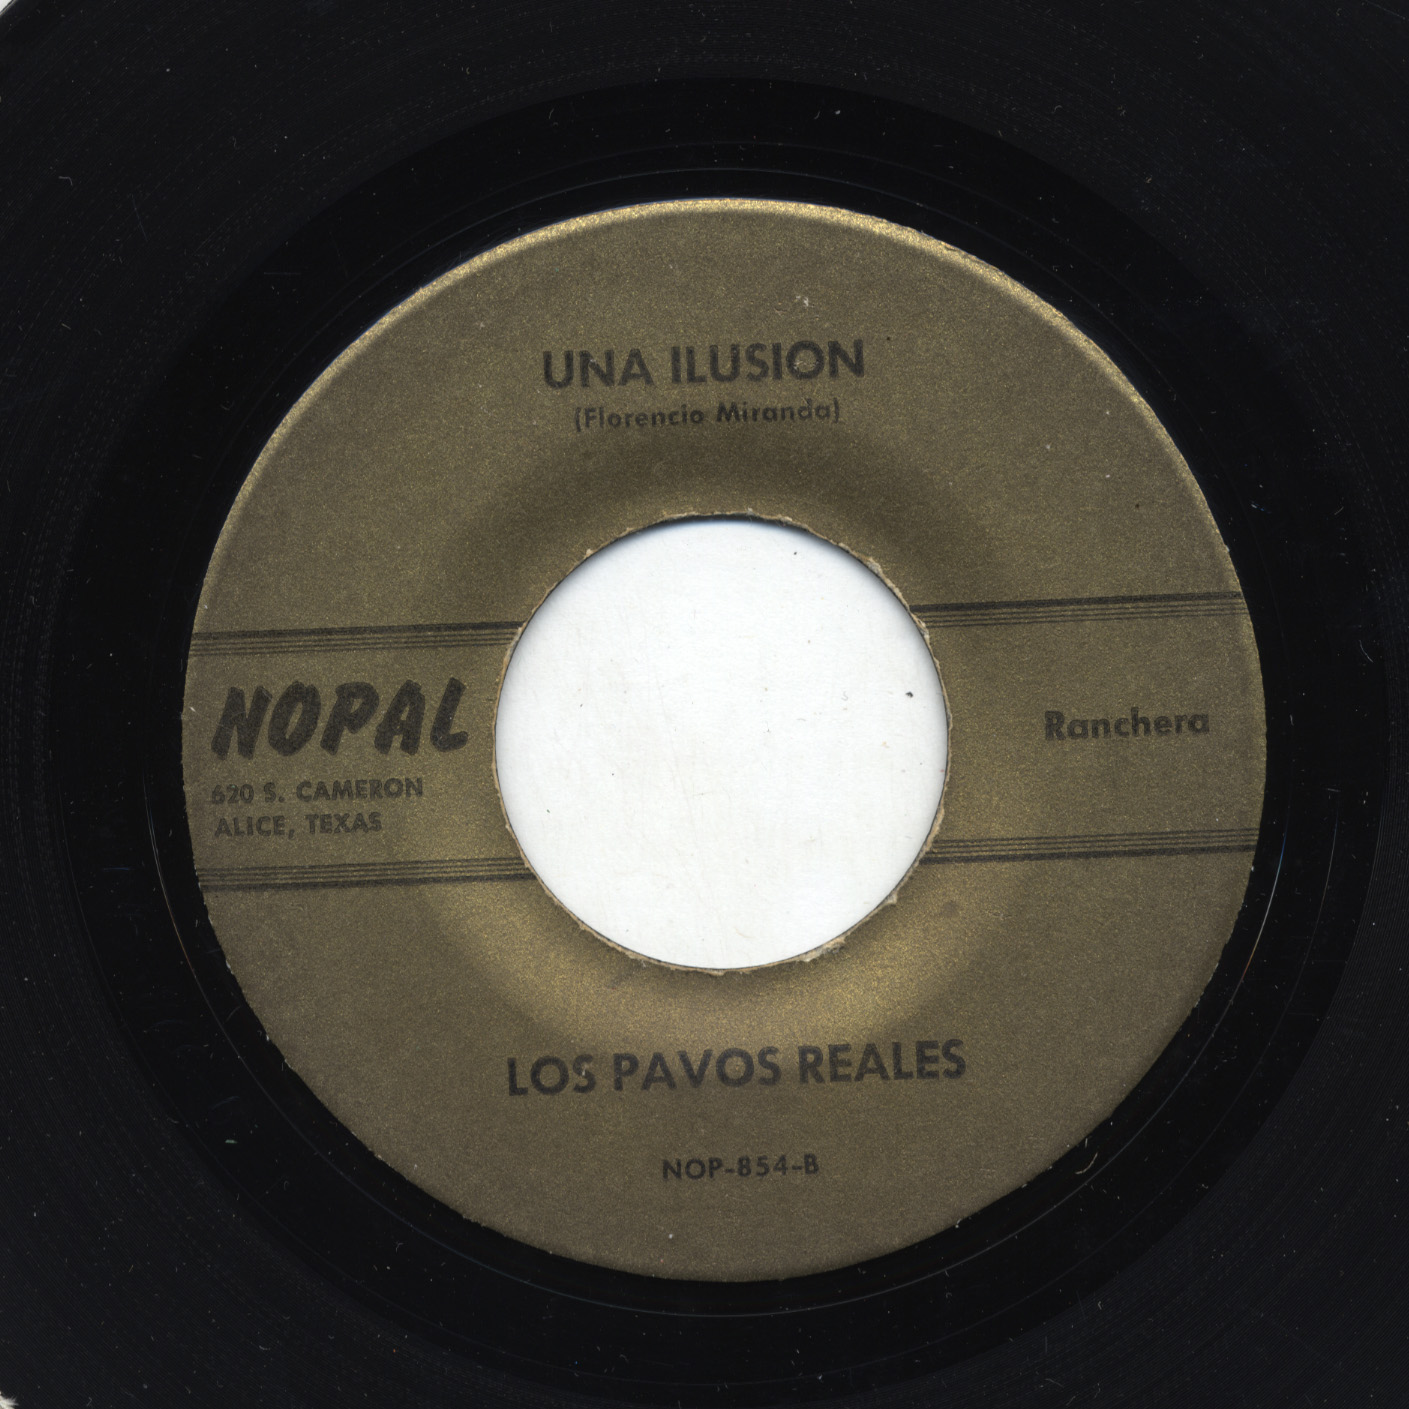 UNA ILUSION
(Florencio Miranda)
NOPAL
620 S. CAMERON
ALICE, TEXAS
Ranchera
LOS PAVOS REALES
NOP-854-B